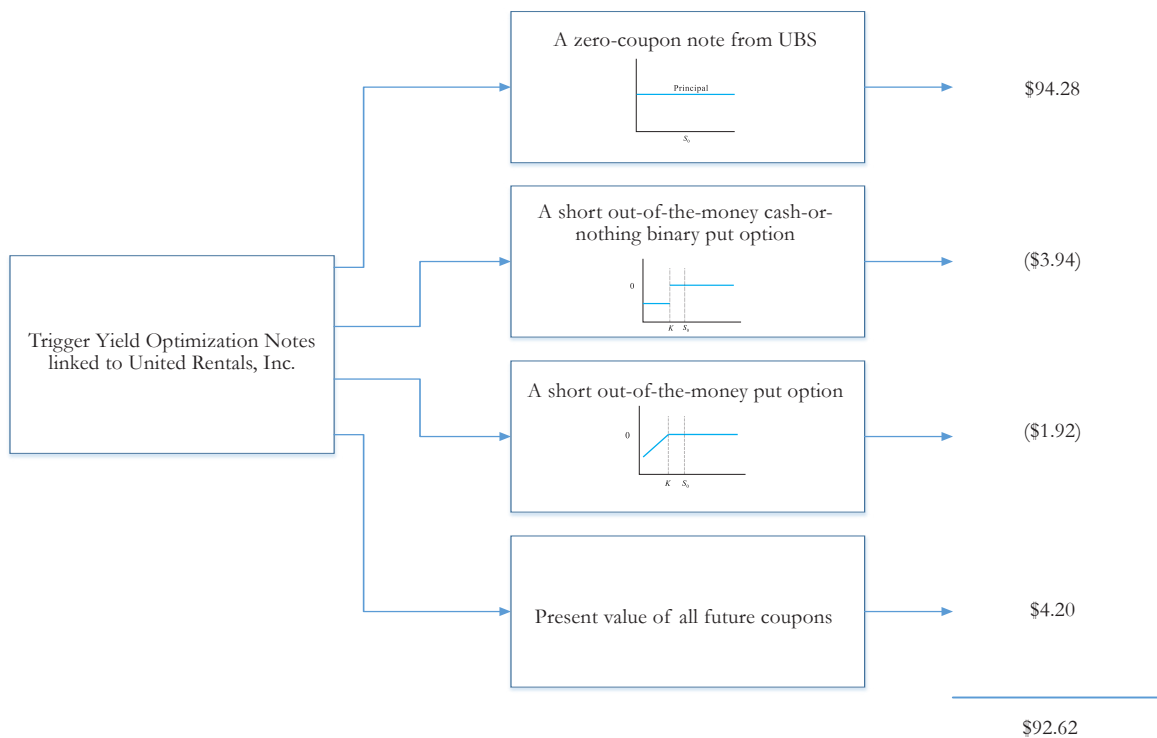 A zero-coupon note from UBS
Principal
S0
$94.28
A short out-of-the-money cash-or-
nothing binary put option
0
K
S0
($3.94)
Trigger Yield Optimization Notes
linked to United Rentals, Inc.
A short out-of-the-money put option
0
K
S0
($1.92)
Present value of all future coupons
$4.20
$92.62